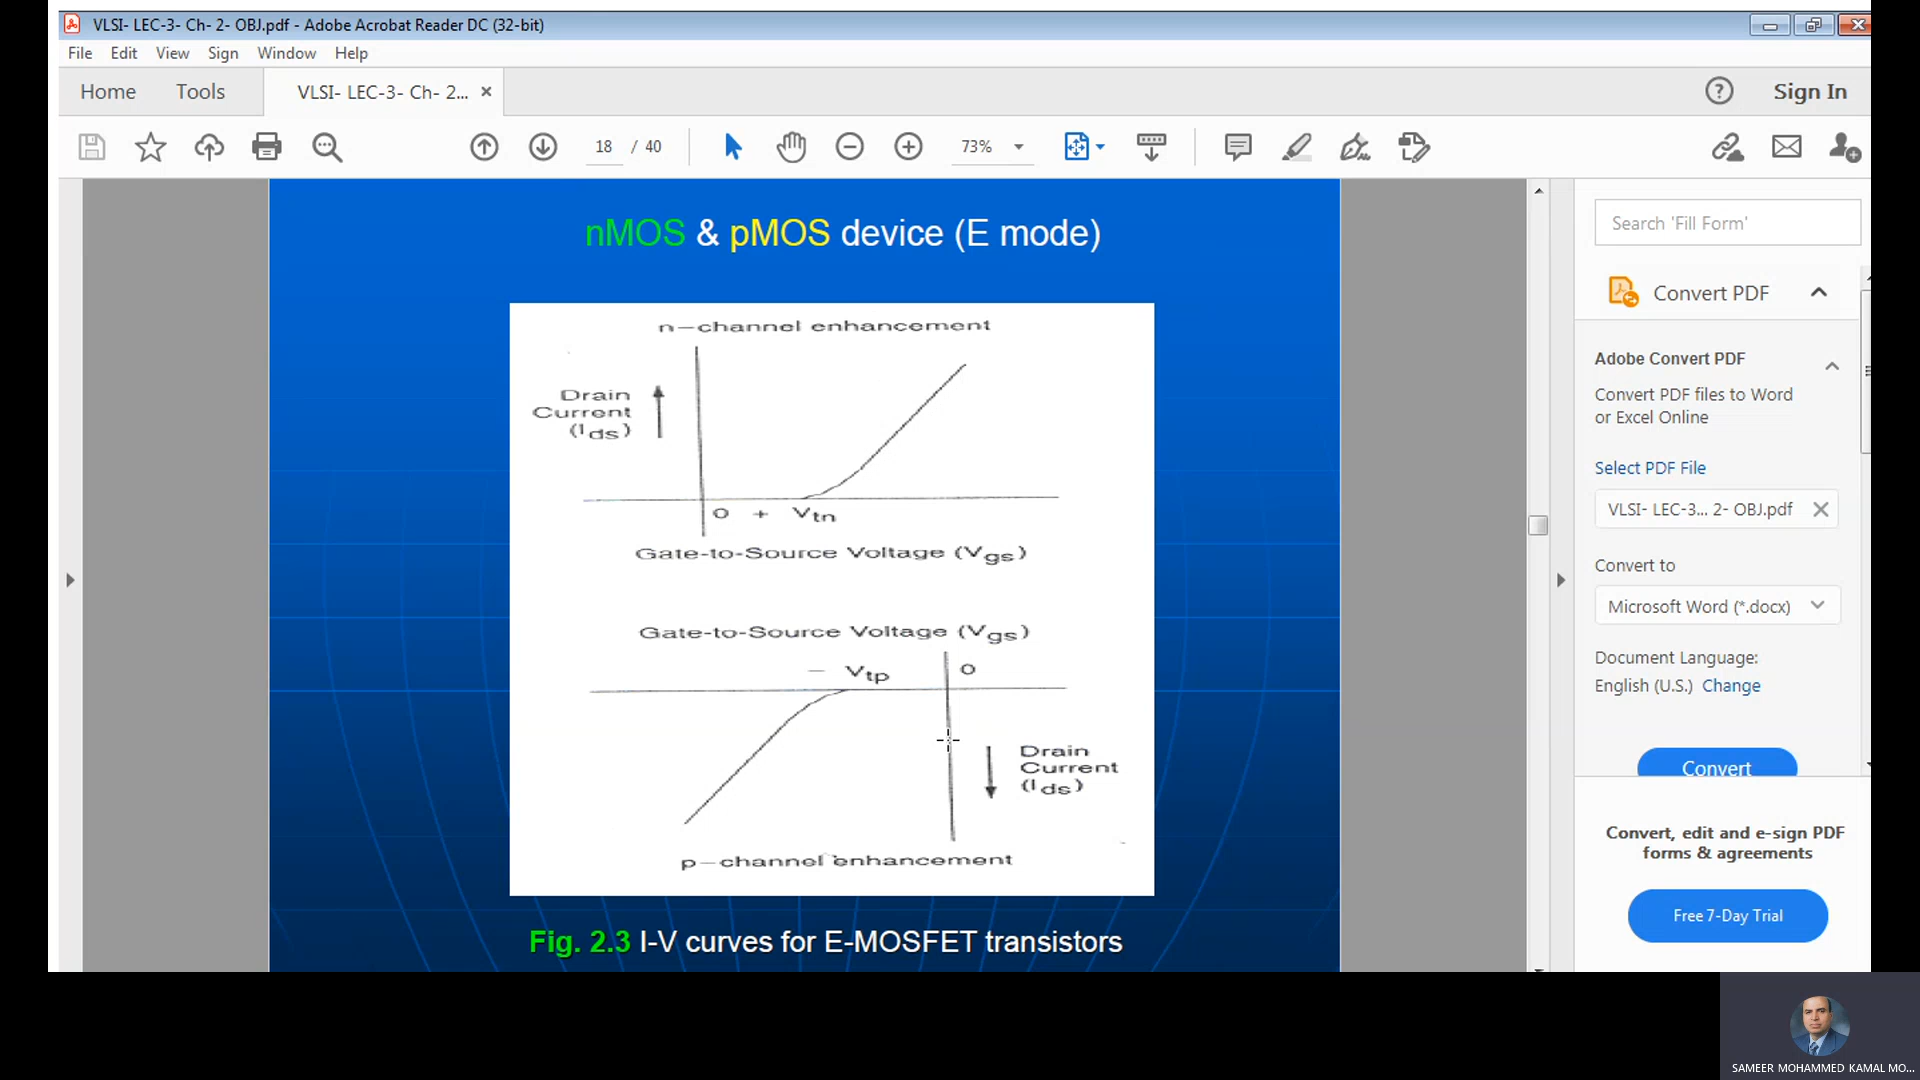 VLSI- LEC-3- Ch- 2- OBJ.pdf - Adobe Acrobat Reader DC (32-bit)
File Edit View Sign Window Help
Home Tools VLSI- LEC-3- Ch- 2... × Sign In
18 / 40 73%
nMOS & pMOS device (E mode)
n-channel enhancement
Drain
Current
(Ids)
0 + Vtn
Gate-to-Source Voltage (Vgs)
Gate-to-Source Voltage (Vgs)
− Vtp 0
Drain
Current
(Ids)
p-channel enhancement
Fig. 2.3 I-V curves for E-MOSFET transistors
Search 'Fill Form'
Convert PDF
Adobe Convert PDF
Convert PDF files to Word
or Excel Online
Select PDF File
VLSI- LEC-3... 2- OBJ.pdf
Convert to
Microsoft Word (*.docx)
Document Language:
English (U.S.) Change
Convert
Convert, edit and e-sign PDF
forms & agreements
Free 7-Day Trial
SAMEER MOHAMMED KAMAL MO...